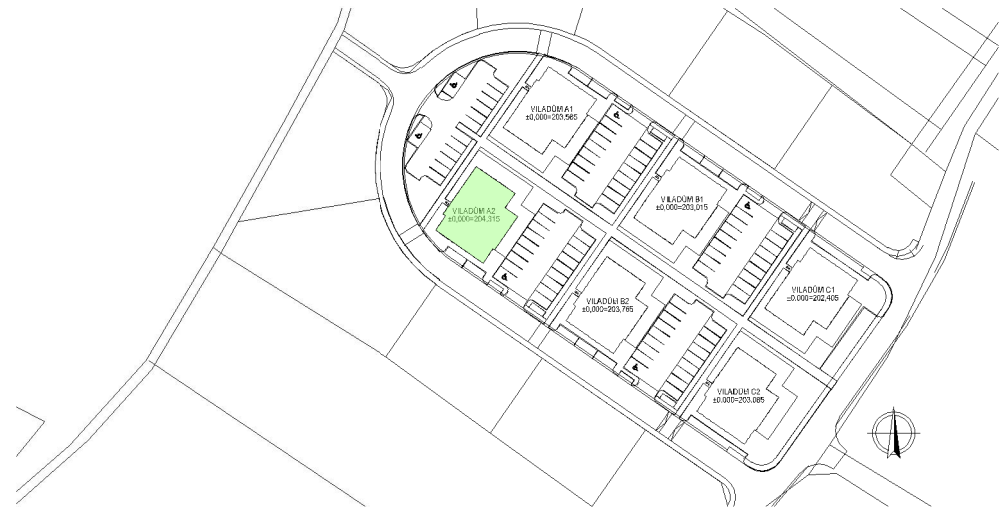 VILADŮM A1
±0,000=203,565
VILADŮM A2
±0,000=204,315
VILADŮM B1
±0,000=203,015
VILADŮM B2
±0,000=203,765
VILADŮM C1
±0,000=202,405
VILADŮM C2
±0,000=203,085